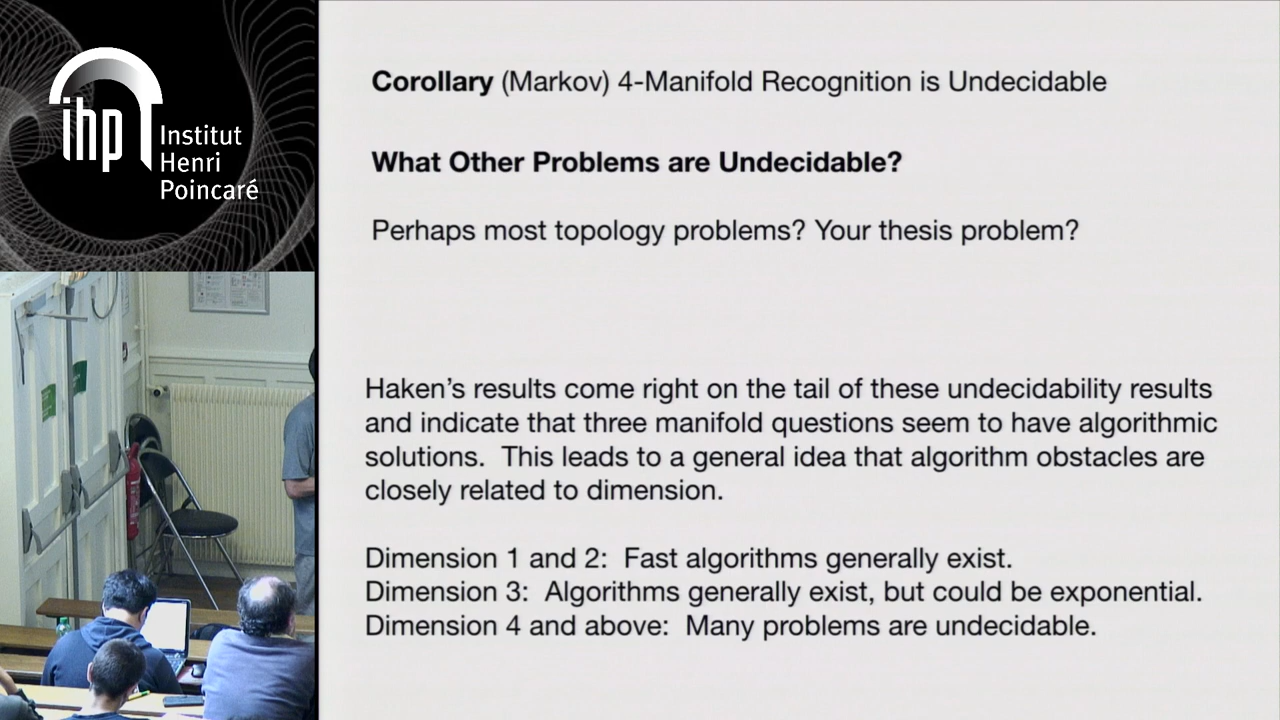 ihp
Institut
Henri
Poincaré
Corollary (Markov) 4-Manifold Recognition is Undecidable
What Other Problems are Undecidable?
Perhaps most topology problems? Your thesis problem?
Haken’s results come right on the tail of these undecidability results
and indicate that three manifold questions seem to have algorithmic
solutions. This leads to a general idea that algorithm obstacles are
closely related to dimension.
Dimension 1 and 2: Fast algorithms generally exist.
Dimension 3: Algorithms generally exist, but could be exponential.
Dimension 4 and above: Many problems are undecidable.